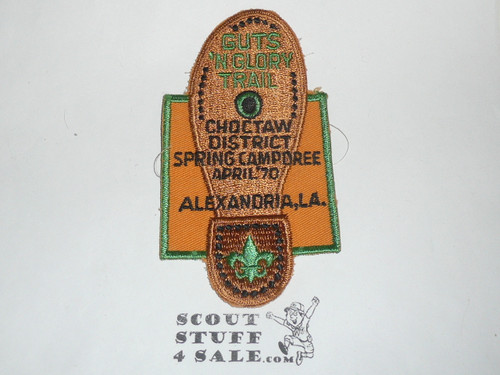 GUTS
'N GLORY
TRAIL
CHOCTAW
DISTRICT
SPRING CAMPOREE
APRIL '70
ALEXANDRIA, LA.
SCOUT
STUFF
4 SALE.com